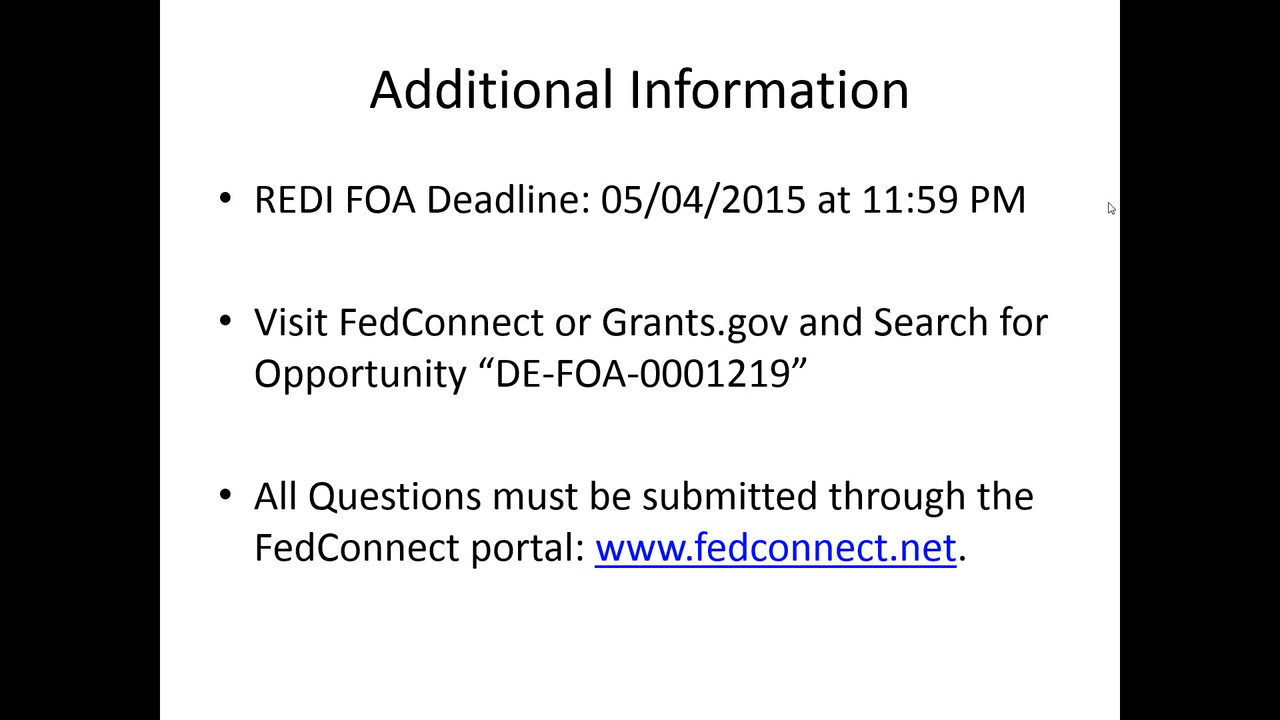 Additional Information
• REDI FOA Deadline: 05/04/2015 at 11:59 PM
• Visit FedConnect or Grants.gov and Search for
Opportunity “DE-FOA-0001219”
• All Questions must be submitted through the
FedConnect portal: www.fedconnect.net.